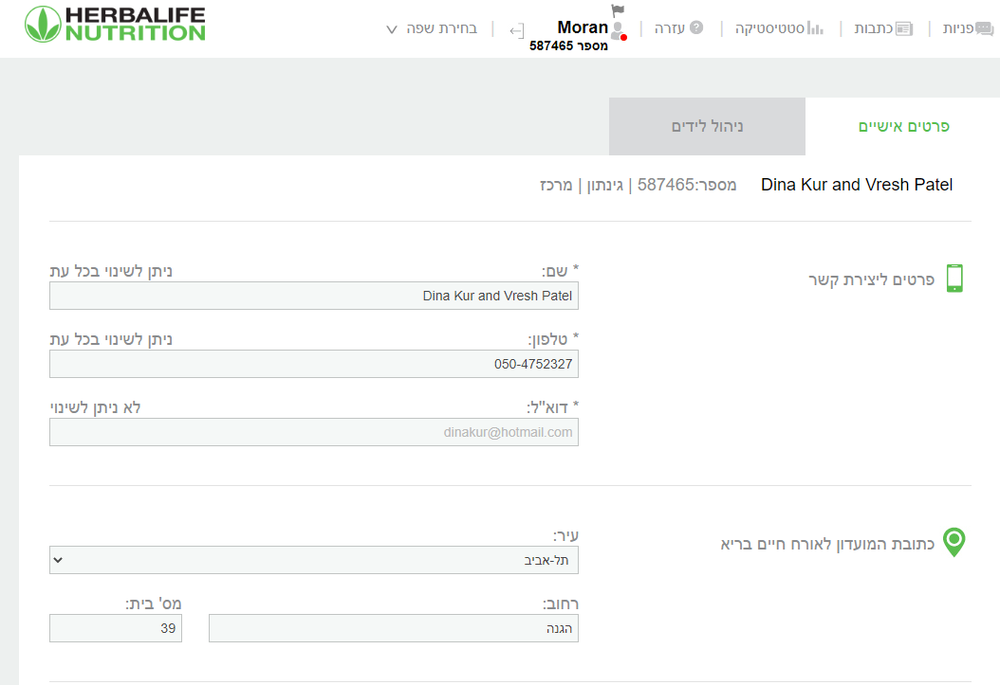 HERBALIFE
NUTRITION
פניות | כתבות | סטטיסטיקה | עזרה | Moran | בחירת שפה
מספר 587465
פרטים אישיים
ניהול לידים
Dina Kur and Vresh Patel מספר:587465 | גינתון | מרכז
פרטים ליצירת קשר
* שם: ניתן לשינוי בכל עת
Dina Kur and Vresh Patel
* טלפון: ניתן לשינוי בכל עת
050-4752327
* דוא"ל: לא ניתן לשינוי
dinakur@hotmail.com
כתובת המועדון לאורח חיים בריא
עיר:
תל-אביב
רחוב: מס' בית:
הגנה 39